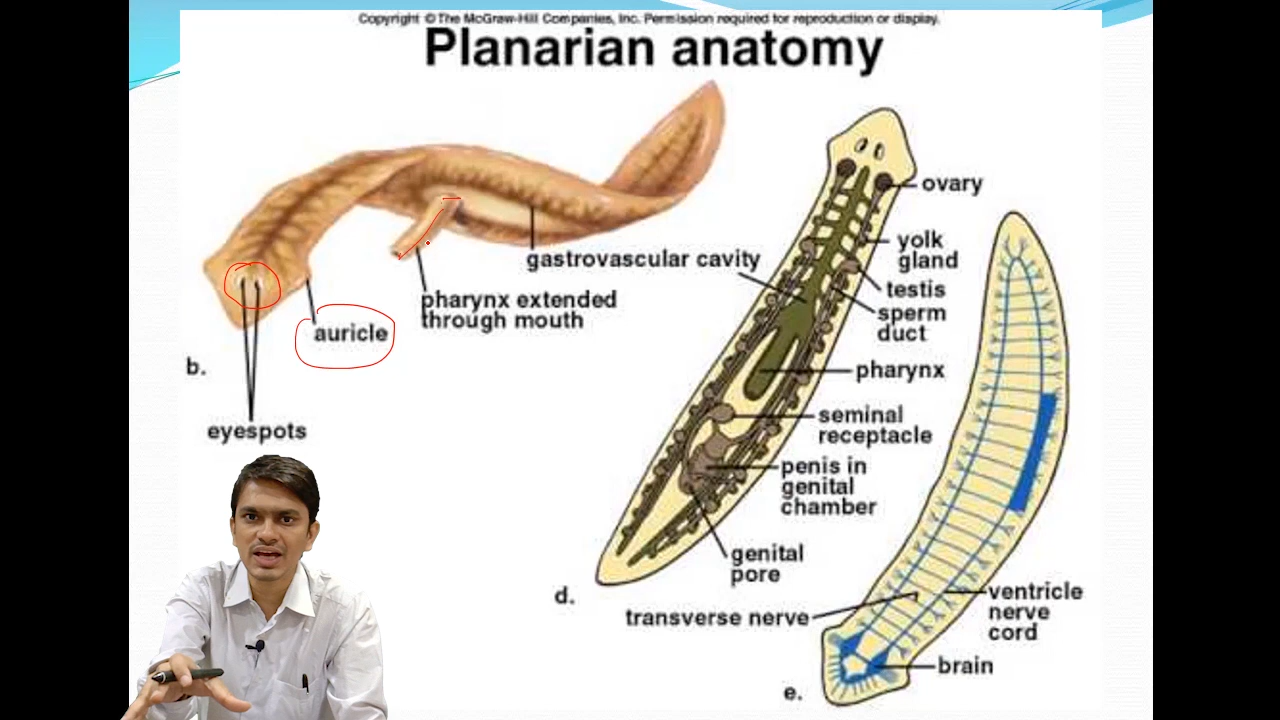 Copyright © The McGraw-Hill Companies, Inc. Permission required for reproduction or display.
Planarian anatomy
ovary
yolk
gland
gastrovascular cavity
testis
pharynx extended
through mouth
sperm
duct
auricle
b.
pharynx
eyespots
seminal
receptacle
penis in
genital
chamber
genital
pore
d.
transverse nerve
ventricle
nerve
cord
brain
e.